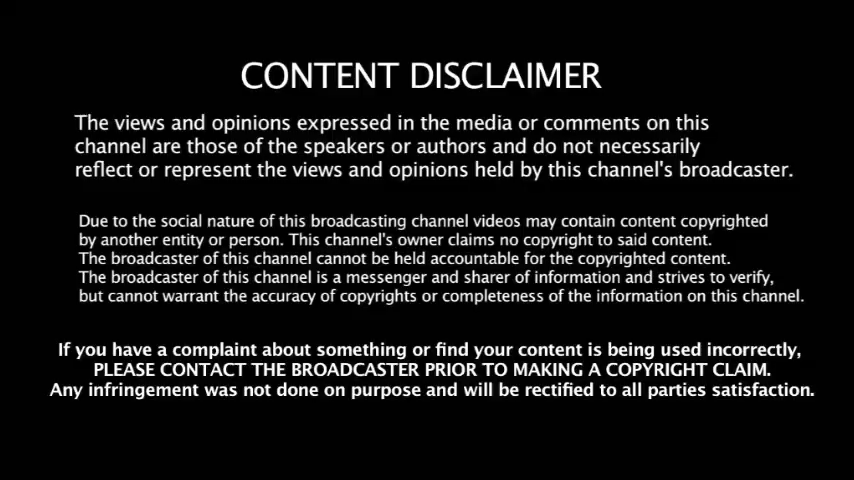 CONTENT DISCLAIMER
The views and opinions expressed in the media or comments on this
channel are those of the speakers or authors and do not necessarily
reflect or represent the views and opinions held by this channel's broadcaster.
Due to the social nature of this broadcasting channel videos may contain content copyrighted
by another entity or person. This channel's owner claims no copyright to said content.
The broadcaster of this channel cannot be held accountable for the copyrighted content.
The broadcaster of this channel is a messenger and sharer of information and strives to verify,
but cannot warrant the accuracy of copyrights or completeness of the information on this channel.
If you have a complaint about something or find your content is being used incorrectly,
PLEASE CONTACT THE BROADCASTER PRIOR TO MAKING A COPYRIGHT CLAIM.
Any infringement was not done on purpose and will be rectified to all parties satisfaction.